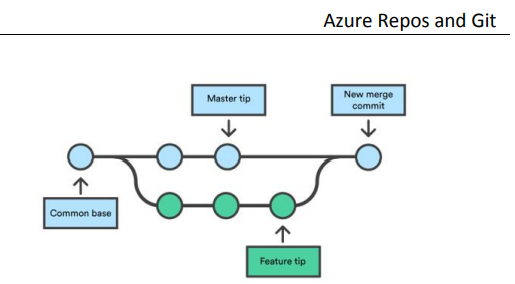 Azure Repos and Git
Master tip
New merge
commit
Common base
Feature tip